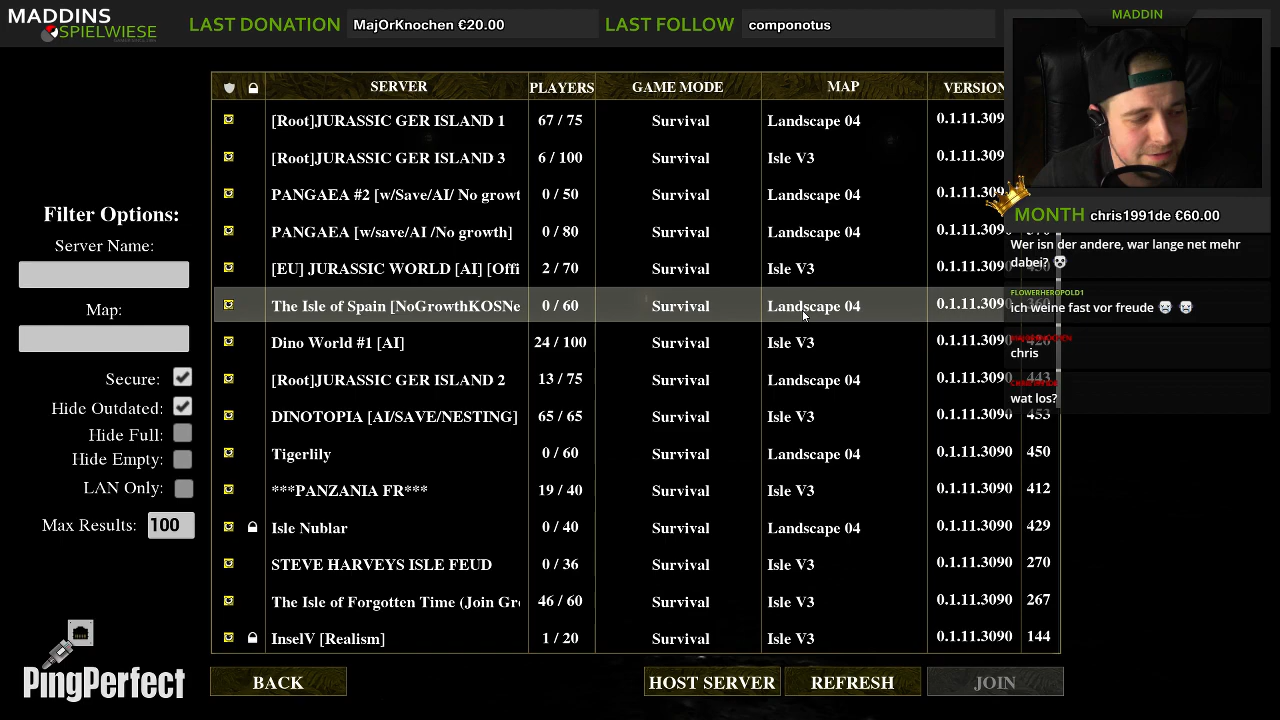 MADDINS
SPIELWIESE
LAST DONATION MajOrKnochen €20.00 LAST FOLLOW componotus
MADDIN
SERVER PLAYERS GAME MODE MAP VERSION
[Root]JURASSIC GER ISLAND 1 67 / 75 Survival Landscape 04 0.1.11.309
[Root]JURASSIC GER ISLAND 3 6 / 100 Survival Isle V3 0.1.11.309
PANGAEA #2 [w/Save/AI/ No growt 0 / 50 Survival Landscape 04 0.1.11.309
PANGAEA [w/save/AI /No growth] 0 / 80 Survival Landscape 04 0.1.11.3090
[EU] JURASSIC WORLD [AI] [Offi 2 / 70 Survival Isle V3 0.1.11.3090
The Isle of Spain [NoGrowthKOSNe 0 / 60 Survival Landscape 04 0.1.11.3090
Dino World #1 [AI] 24 / 100 Survival Isle V3 0.1.11.3090
[Root]JURASSIC GER ISLAND 2 13 / 75 Survival Landscape 04 0.1.11.3090 443
DINOTOPIA [AI/SAVE/NESTING] 65 / 65 Survival Isle V3 0.1.11.3090 453
Tigerlily 0 / 60 Survival Landscape 04 0.1.11.3090 450
***PANZANIA FR*** 19 / 40 Survival Isle V3 0.1.11.3090 412
Isle Nublar 0 / 40 Survival Landscape 04 0.1.11.3090 429
STEVE HARVEYS ISLE FEUD 0 / 36 Survival Isle V3 0.1.11.3090 270
The Isle of Forgotten Time (Join Gr 46 / 60 Survival Isle V3 0.1.11.3090 267
InselV [Realism] 1 / 20 Survival Isle V3 0.1.11.3090 144
Filter Options:
Server Name:
Map:
Secure:
Hide Outdated:
Hide Full:
Hide Empty:
LAN Only:
Max Results: 100
MONTH chris1991de €60.00
Wer isn der andere, war lange net mehr
dabei?
FLOWERHEROPOLD1
ich weine fast vor freude
chris
wat los?
PingPerfect
BACK HOST SERVER REFRESH JOIN